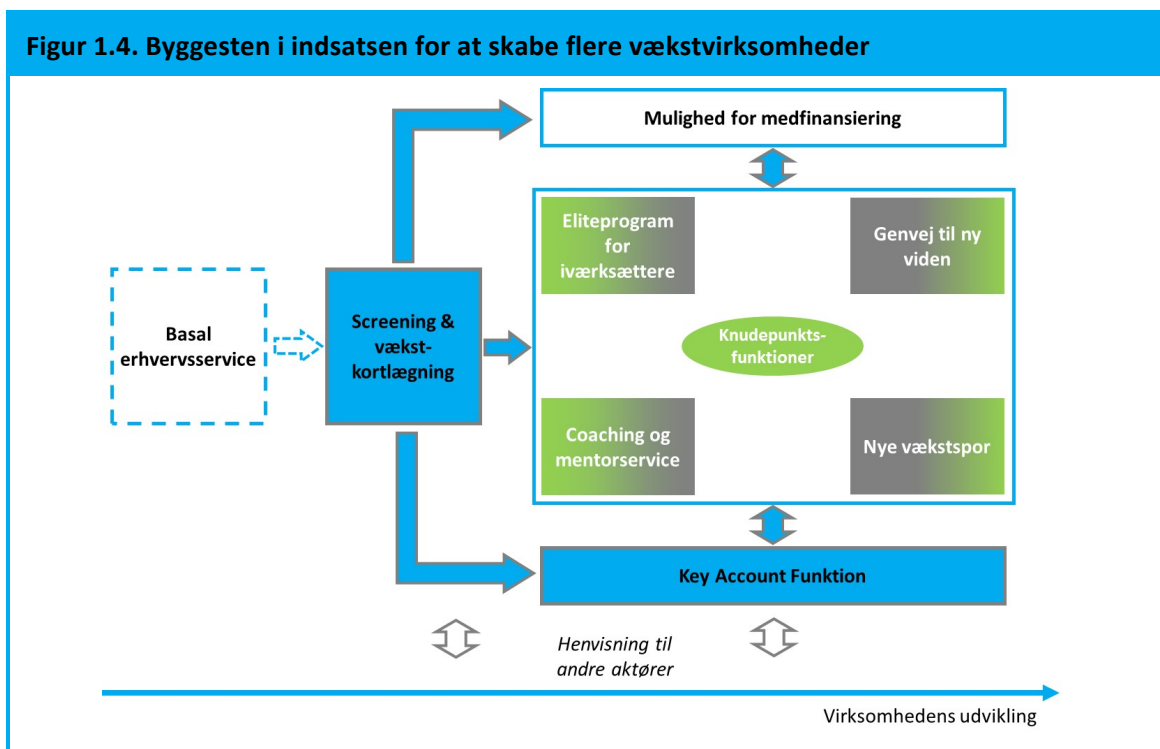 Figur 1.4. Byggesten i indsatsen for at skabe flere vækstvirksomheder
Mulighed for medfinansiering
Eliteprogram
for
iværksættere
Genvej til ny
viden
Basal
erhvervsservice
Screening &
vækst-
kortlægning
Knudepunkts-
funktioner
Coaching og
mentorservice
Nye vækstspor
Key Account Funktion
Henvisning til
andre aktører
Virksomhedens udvikling